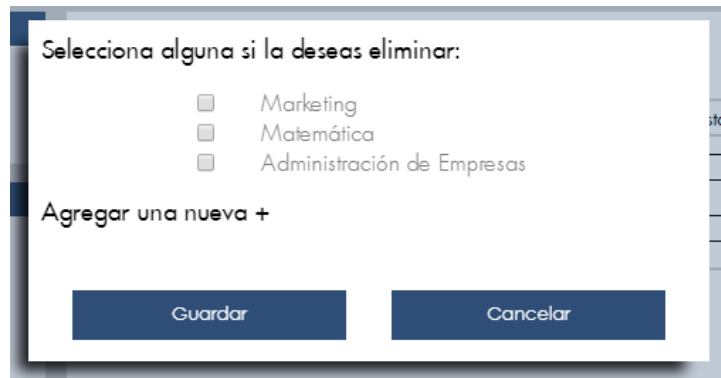 Selecciona alguna si la deseas eliminar:
Marketing
Matemática
Administración de Empresas
Agregar una nueva +
Guardar
Cancelar